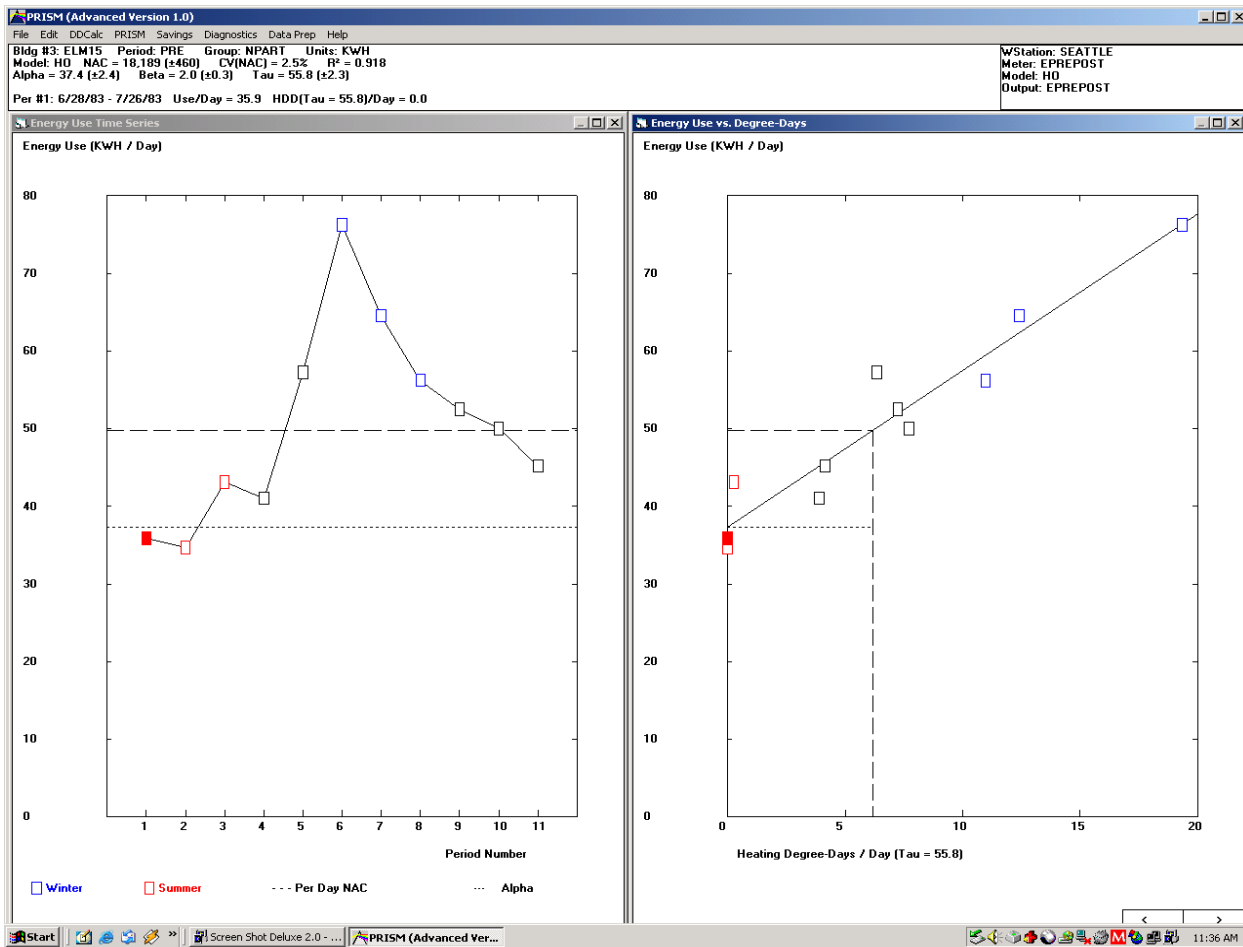 PRISM (Advanced Version 1.0)
File Edit DDCalc PRISM Savings Diagnostics Data Prep Help
Bldg #3: ELM15 Period: PRE Group: NPART Units: KWH
Model: HO NAC = 18,189 (±460) CV(NAC) = 2.5% R² = 0.918
Alpha = 37.4 (±2.4) Beta = 2.0 (±0.3) Tau = 55.8 (±2.3)
Per #1: 6/28/83 - 7/26/83 Use/Day = 35.9 HDD(Tau = 55.8)/Day = 0.0
WStation: SEATTLE
Meter: EPREPOST
Model: HO
Output: EPREPOST
Energy Use Time Series
Energy Use (KWH / Day)
80
70
60
50
40
30
20
10
0
1 2 3 4 5 6 7 8 9 10 11
Period Number
Winter Summer - - - Per Day NAC ··· Alpha
Energy Use vs. Degree-Days
Energy Use (KWH / Day)
80
70
60
50
40
30
20
10
0
0 5 10 15 20
Heating Degree-Days / Day (Tau = 55.8)
< >
Start » Screen Shot Deluxe 2.0 - ... PRISM (Advanced Ver... M 11:36 AM